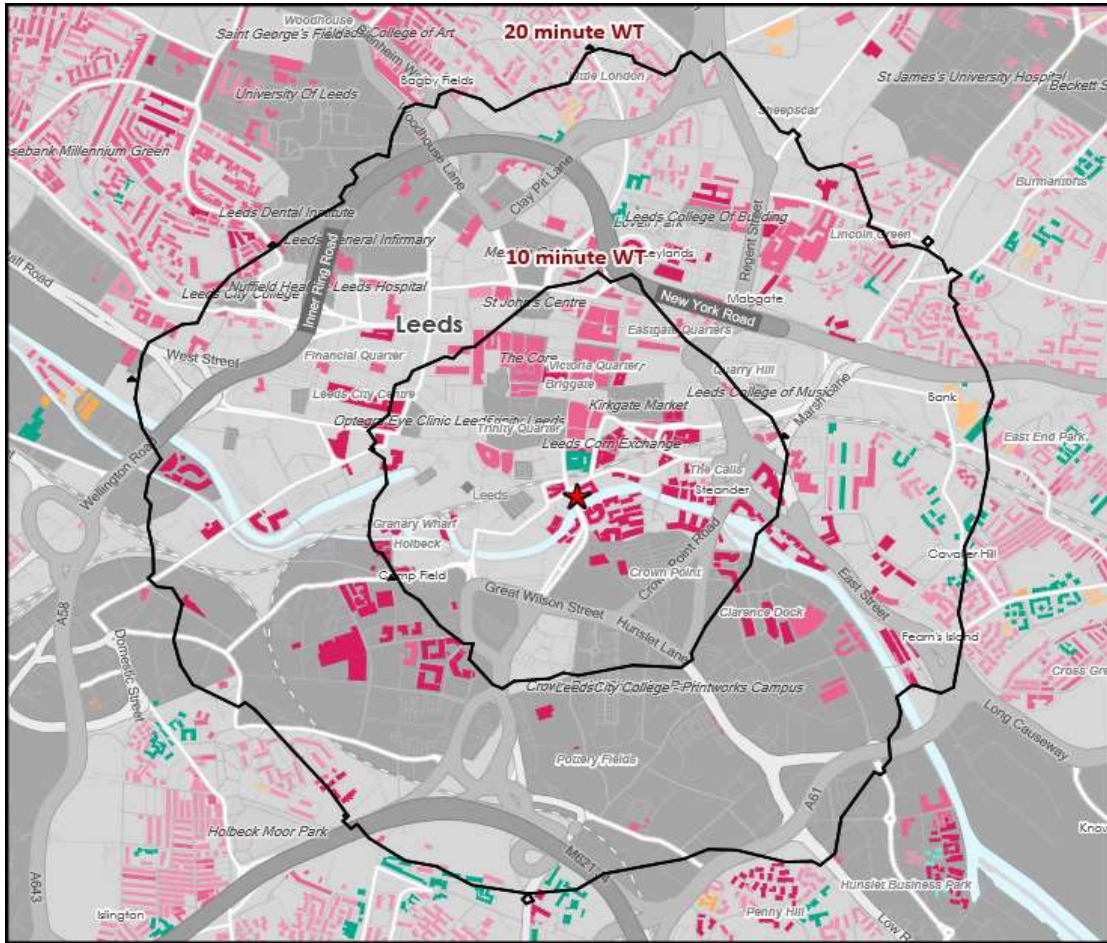 20 minute WT
Woodhouse
Leeds College of Art
Saint George's Field
Blenheim W
Bagby Fields
Little London
St James's University Hospital
Beckett S
University Of Leeds
Woodhouse Lane
Sheepscar
Clay Pit Lane
osebank Millennium Green
Burmantofts
Leeds Dental Institute
Leeds College Of Building
Lovell Park
Regent Street
Lincoln Green
Leeds General Infirmary
Leylands
10 minute WT
Leeds Hospital
Leeds City College
Inner Ring Road
St John's Centre
Mabgate
New York Road
Leeds
Eastgate Quarters
West Street
Financial Quarter
The Core
Victoria Quarter
Quarry Hill
Briggate
Leeds City Centre
Leeds College of Music
Marsh Lane
Bank
Kirkgate Market
Trinity Quarter
Leeds Corn Exchange
East End Park
Wellington Road
The Calls
Steander
Leeds
Granary Wharf
Holbeck
Crown Point Road
Cavalier Hill
Camp Field
Crown Point
East Street
Great Wilson Street
A58
Hunslet Lane
Clarence Dock
Fearn's Island
Domestic Street
Cross Gre
Leeds City College
Printworks Campus
Long Causeway
Pottery Fields
A61
Holbeck Moor Park
Know
M621
A643
Hunslet Business Park
Islington
Penny Hill
Low R